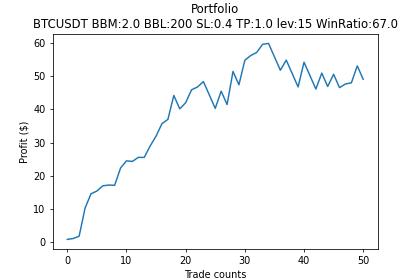 Portfolio
BTCUSDT BBM:2.0 BBL:200 SL:0.4 TP:1.0 lev:15 WinRatio:67.0
60
50
40
30
20
10
0
Profit ($)
0 10 20 30 40 50
Trade counts